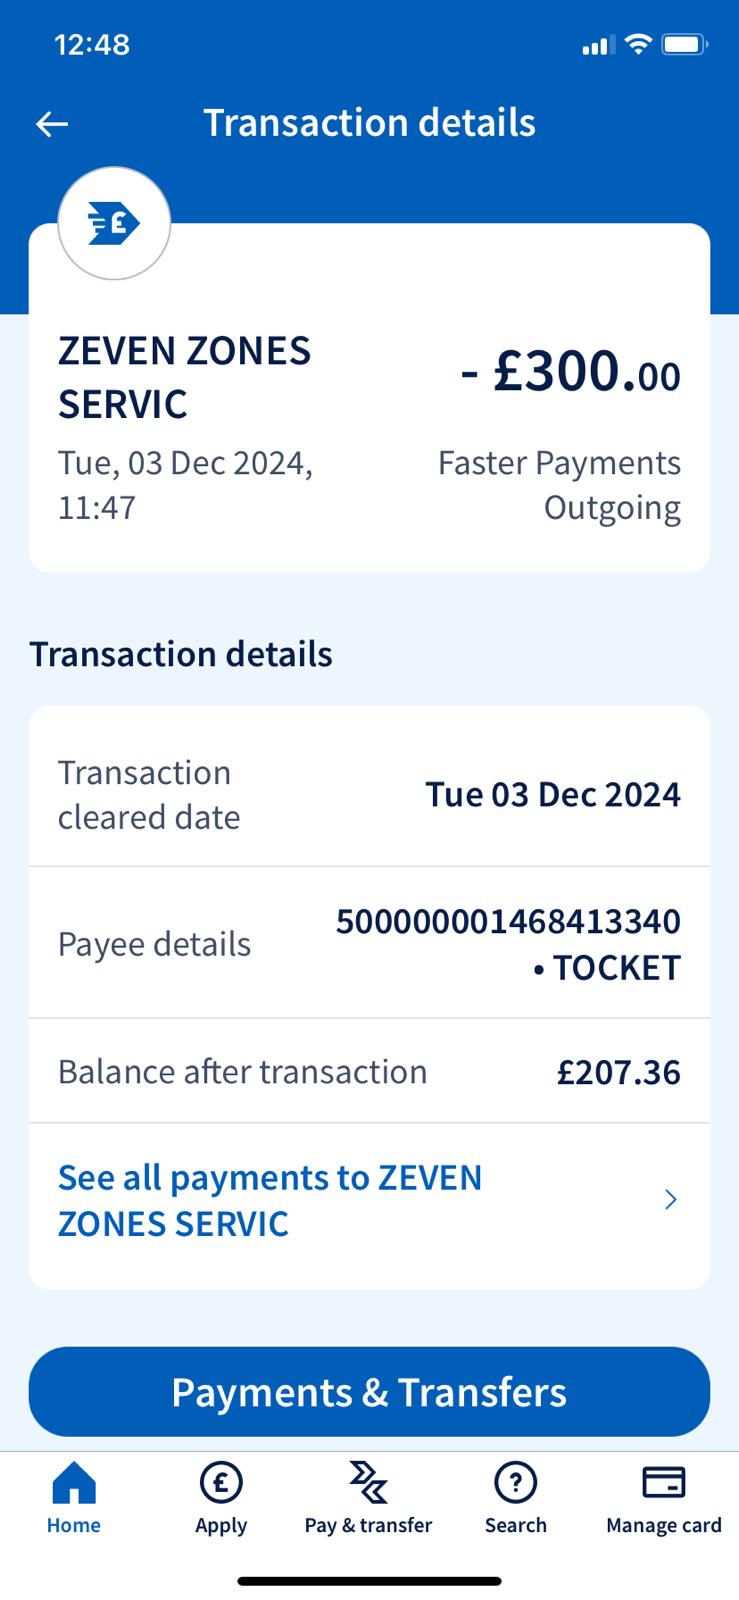 12:48
Transaction details
£
ZEVEN ZONES
SERVIC
- £300.00
Tue, 03 Dec 2024,
11:47
Faster Payments
Outgoing
Transaction details
Transaction
cleared date
Tue 03 Dec 2024
Payee details
500000001468413340
• TOCKET
Balance after transaction
£207.36
See all payments to ZEVEN
ZONES SERVIC
Payments & Transfers
£
?
Home
Apply
Pay & transfer
Search
Manage card